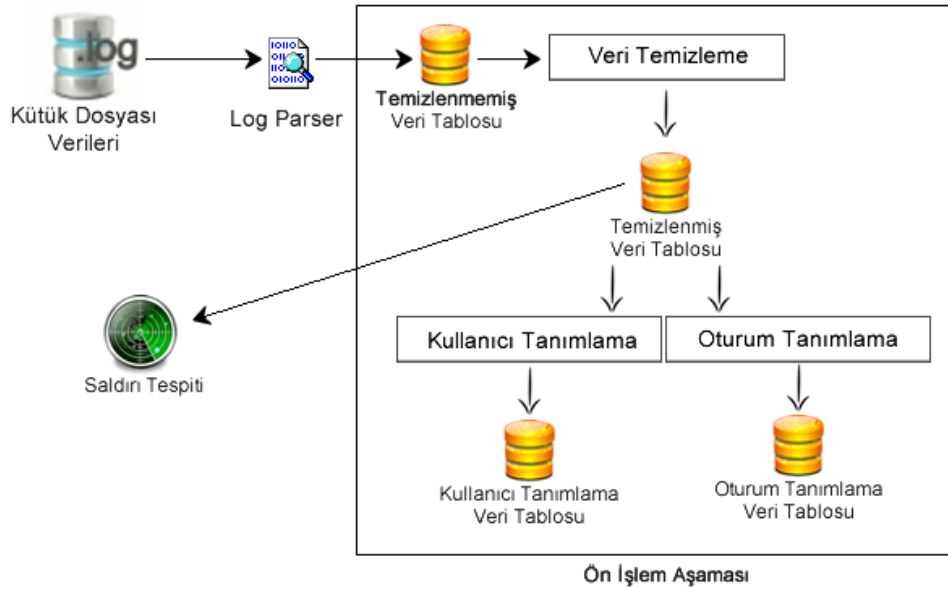 .log
Kütük Dosyası
Verileri
Log Parser
Temizlenmemiş
Veri Tablosu
Veri Temizleme
Temizlenmiş
Veri Tablosu
Saldırı Tespiti
Kullanıcı Tanımlama
Oturum Tanımlama
Kullanıcı Tanımlama
Veri Tablosu
Oturum Tanımlama
Veri Tablosu
Ön İşlem Aşaması